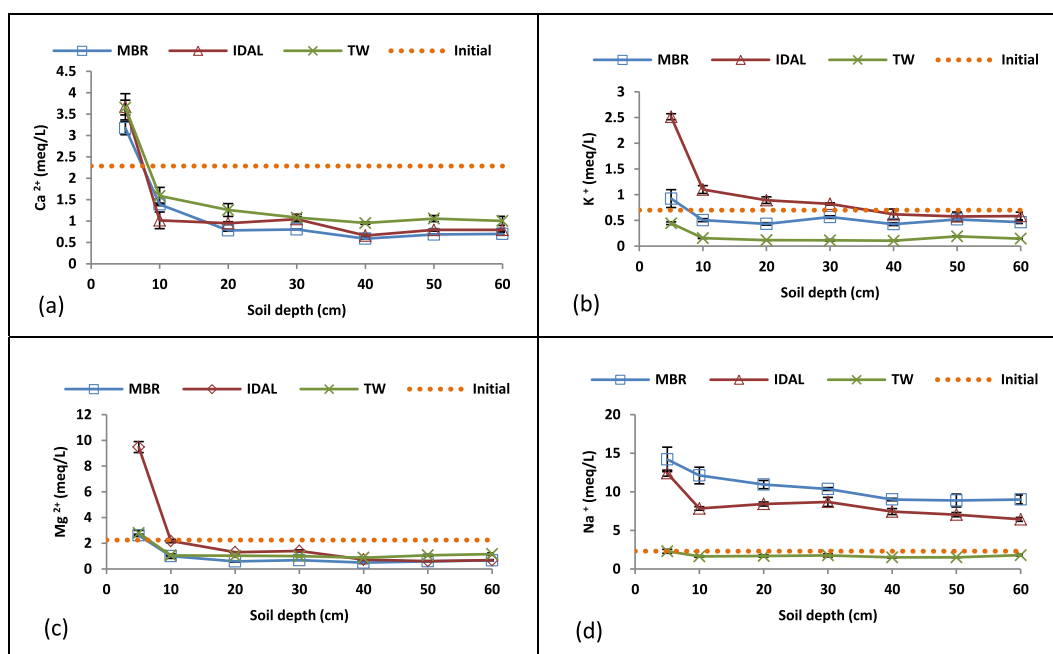 MBR IDAL TW Initial
4.5
4
3.5
3
2.5
2
1.5
1
0.5
0
Ca 2+ (meq/L)
0 10 20 30 40 50 60
Soil depth (cm)
(a)
MBR IDAL TW Initial
3
2.5
2
1.5
1
0.5
0
K + (meq/L)
0 10 20 30 40 50 60
Soil depth (cm)
(b)
MBR IDAL TW Initial
12
10
8
6
4
2
0
Mg 2+ (meq/L)
0 10 20 30 40 50 60
Soil depth (cm)
(c)
MBR IDAL TW Initial
20
15
10
5
0
Na + (meq/L)
0 10 20 30 40 50 60
Soil depth (cm)
(d)